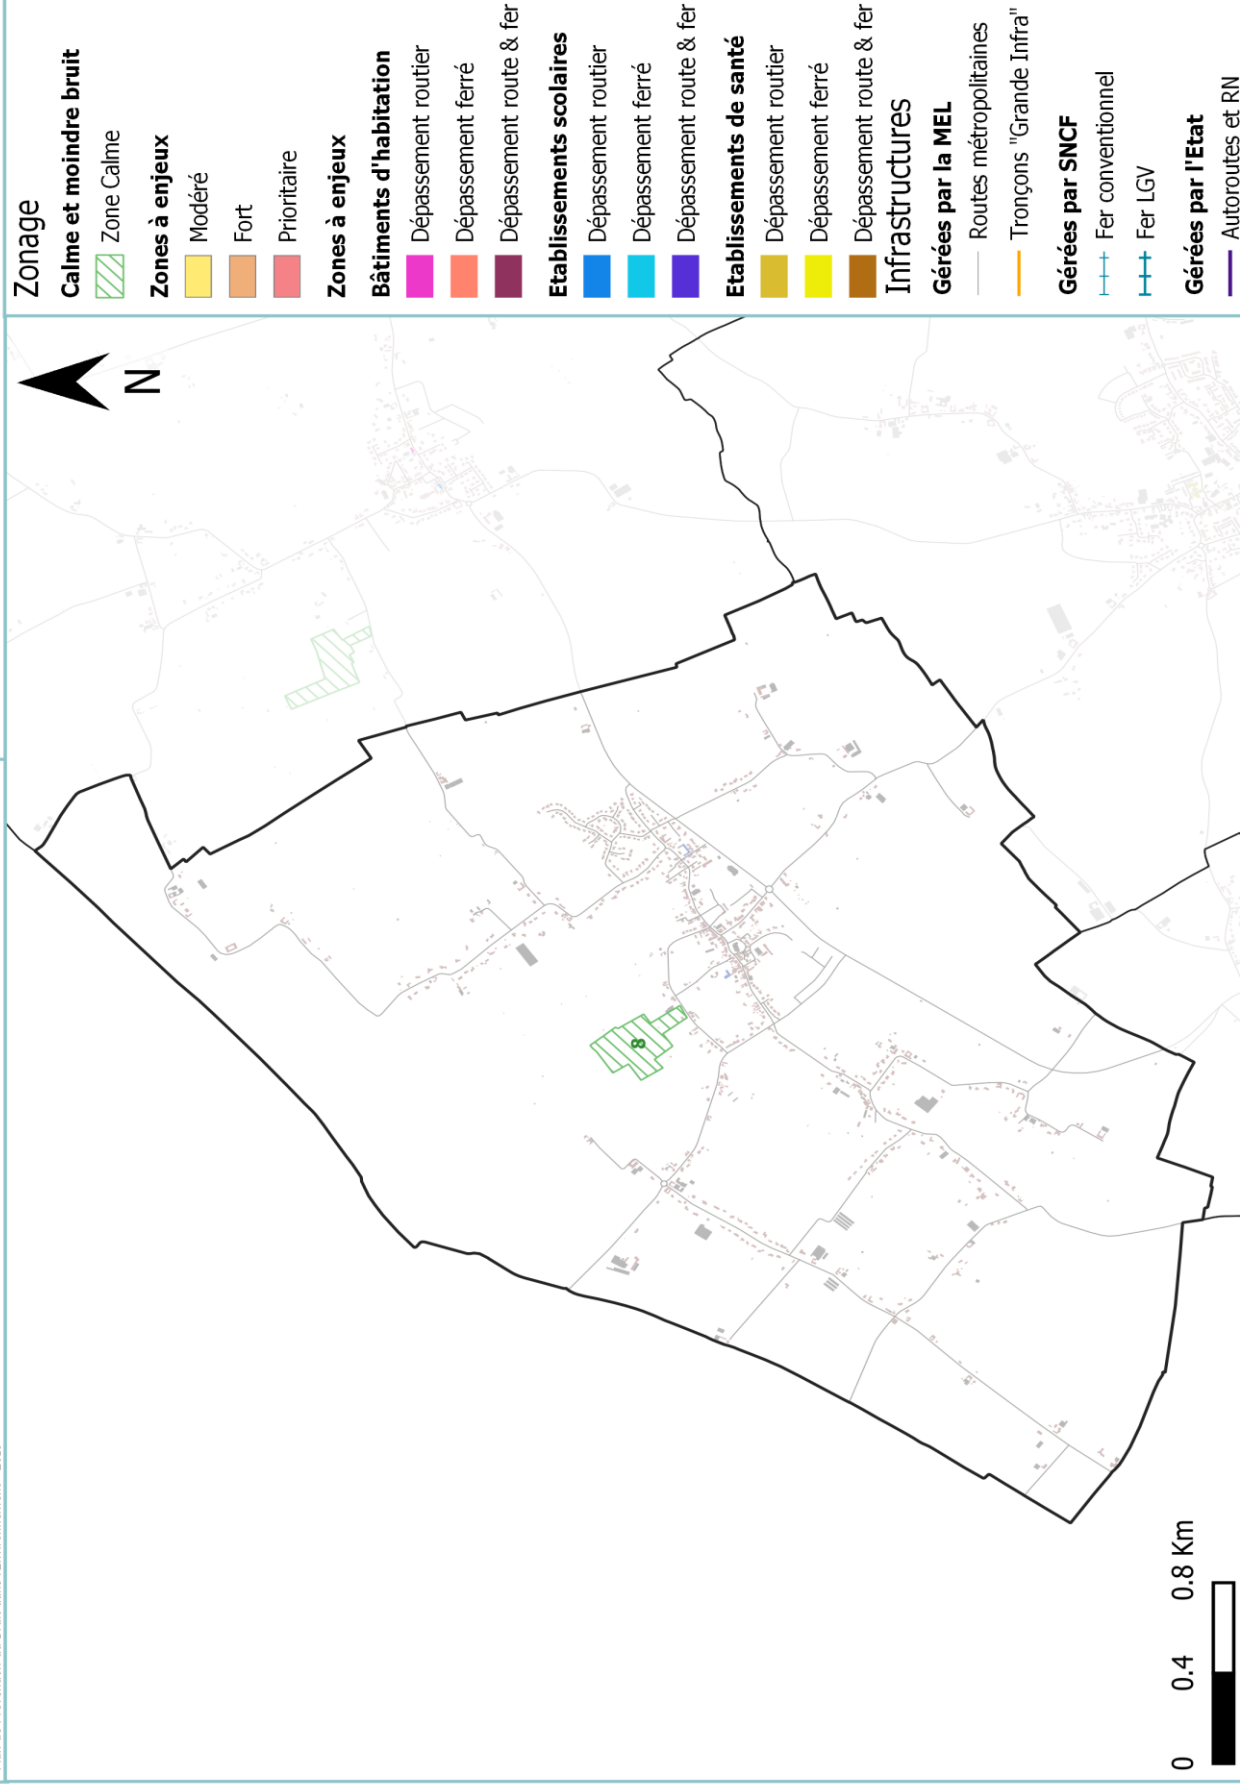 Zonage
Calme et moindre bruit
Zone Calme
Zones à enjeux
Modéré
Fort
Prioritaire
Zones à enjeux
Bâtiments d'habitation
Dépassement routier
Dépassement ferré
Dépassement route & fer
Etablissements scolaires
Dépassement routier
Dépassement ferré
Dépassement route & fer
Etablissements de santé
Dépassement routier
Dépassement ferré
Dépassement route & fer
Infrastructures
Gérées par la MEL
Routes métropolitaines
Tronçons "Grande Infra"
Gérées par SNCF
Fer conventionnel
Fer LGV
Gérées par l'Etat
Autoroutes et RN
N
8
0 0.4 0.8 Km